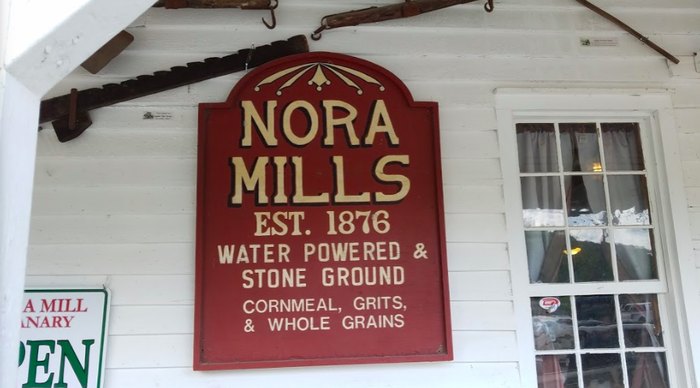 NORA
MILLS
EST. 1876
WATER POWERED &
STONE GROUND
CORNMEAL, GRITS,
& WHOLE GRAINS
A MILL
ANARY
PEN